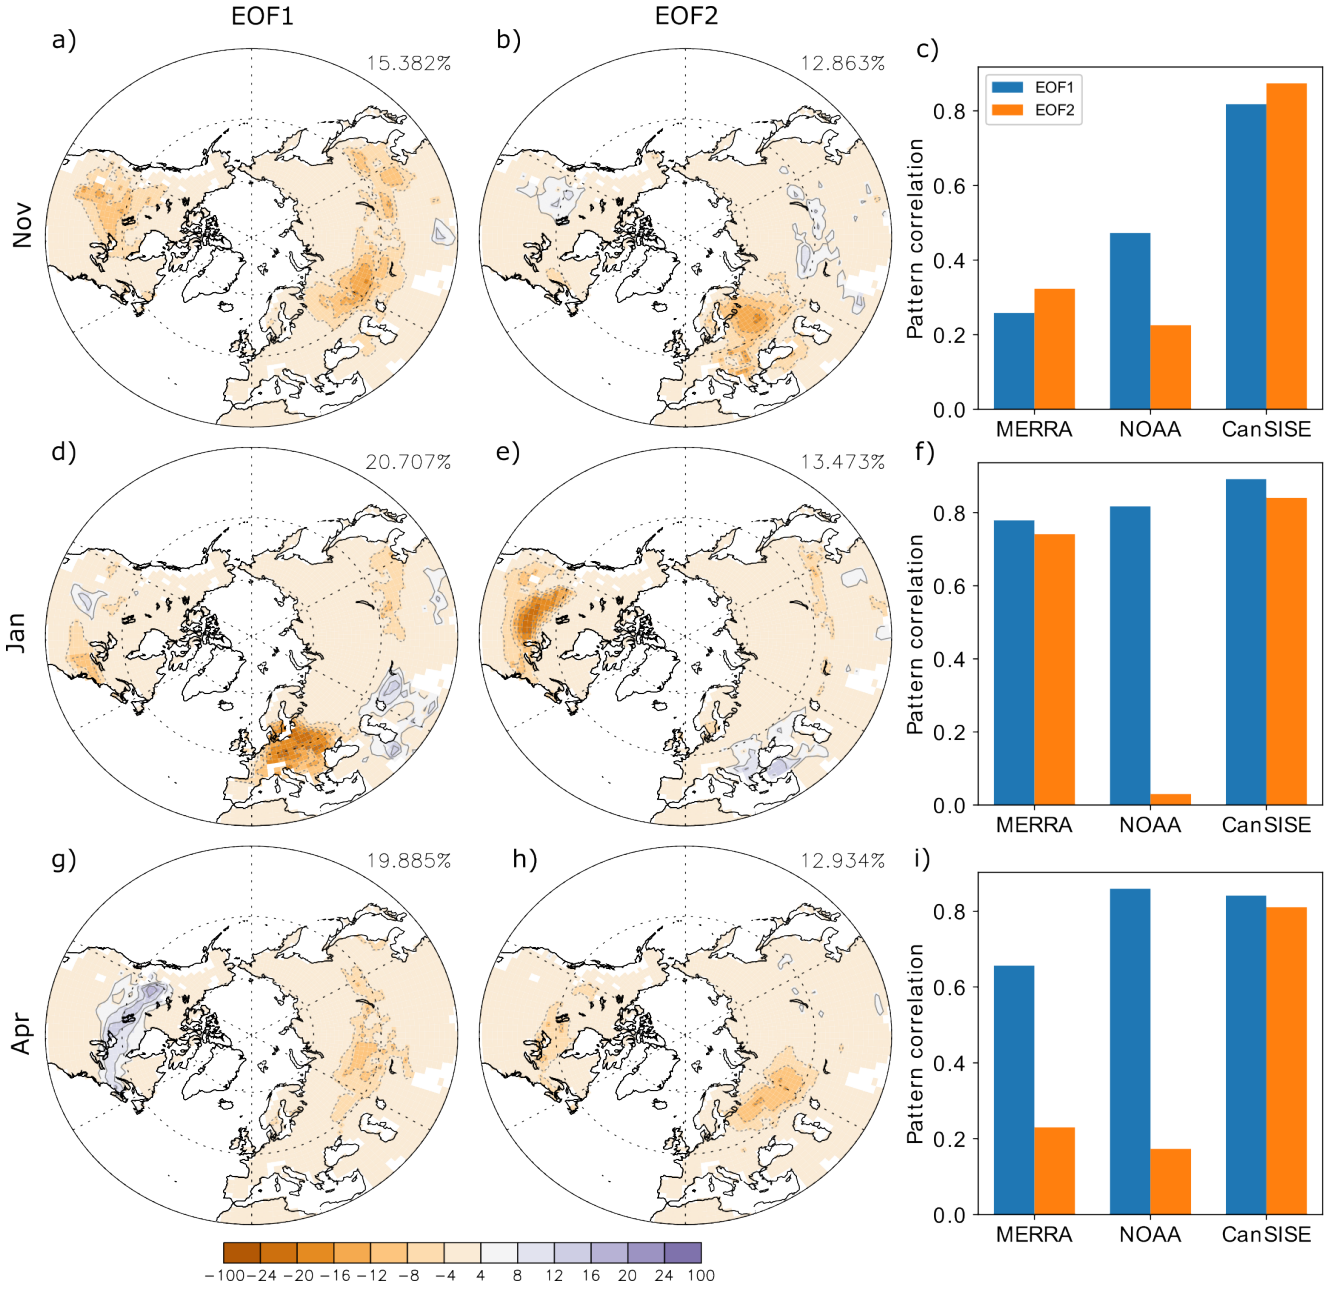 EOF1
EOF2
a)
15.382%
b)
12.863%
c)
Nov
Pattern correlation
0.8
0.6
0.4
0.2
0.0
EOF1
EOF2
MERRA
NOAA
CanSISE
d)
20.707%
e)
13.473%
f)
Jan
Pattern correlation
0.8
0.6
0.4
0.2
0.0
MERRA
NOAA
CanSISE
g)
19.885%
h)
12.934%
i)
Apr
Pattern correlation
0.8
0.6
0.4
0.2
0.0
MERRA
NOAA
CanSISE
−100 −24 −20 −16 −12 −8 −4 4 8 12 16 20 24 100